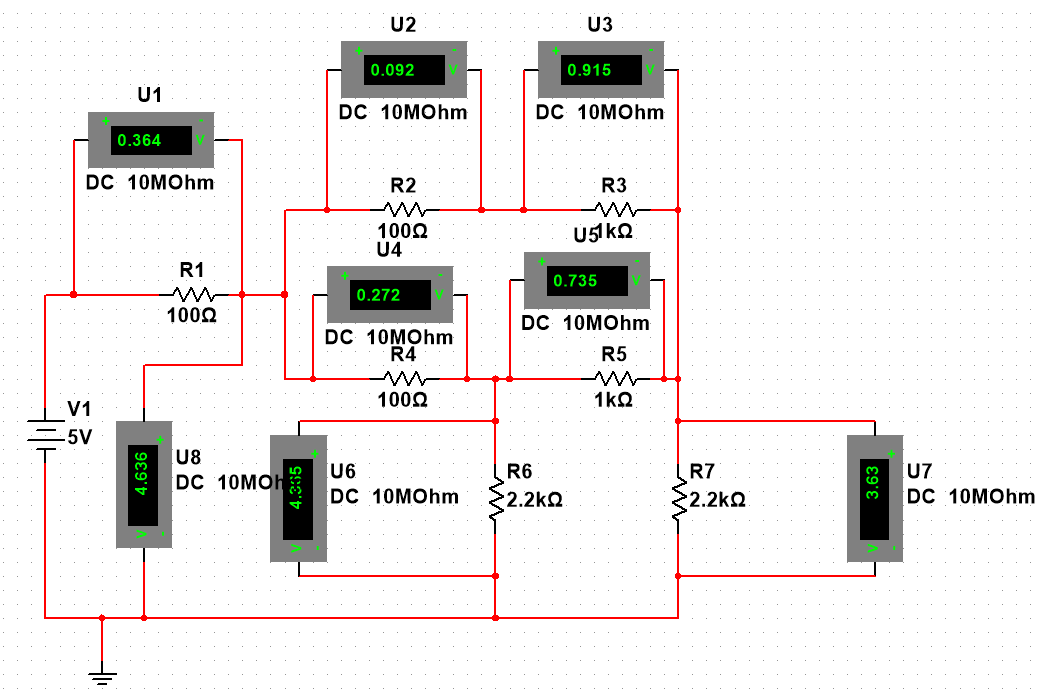 U1
+ -
0.364 V
DC 10MOhm
U2
+ -
0.092 V
DC 10MOhm
U3
+ -
0.915 V
DC 10MOhm
R2
100Ω
R3
1kΩ
R1
100Ω
U4
+ -
0.272 V
DC 10MOhm
U5
+ -
0.735 V
DC 10MOhm
R4
100Ω
R5
1kΩ
V1
5V
U8
+
4.636
V -
DC 10MOh
U6
+
V -
DC 10MOhm
R6
2.2kΩ
R7
2.2kΩ
U7
+
3.63
V -
DC 10MOhm